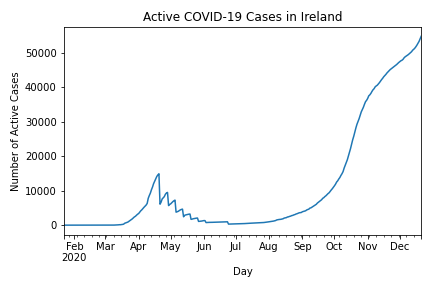 Active COVID-19 Cases in Ireland
Number of Active Cases
50000
40000
30000
20000
10000
0
Feb Mar Apr May Jun Jul Aug Sep Oct Nov Dec
2020
Day